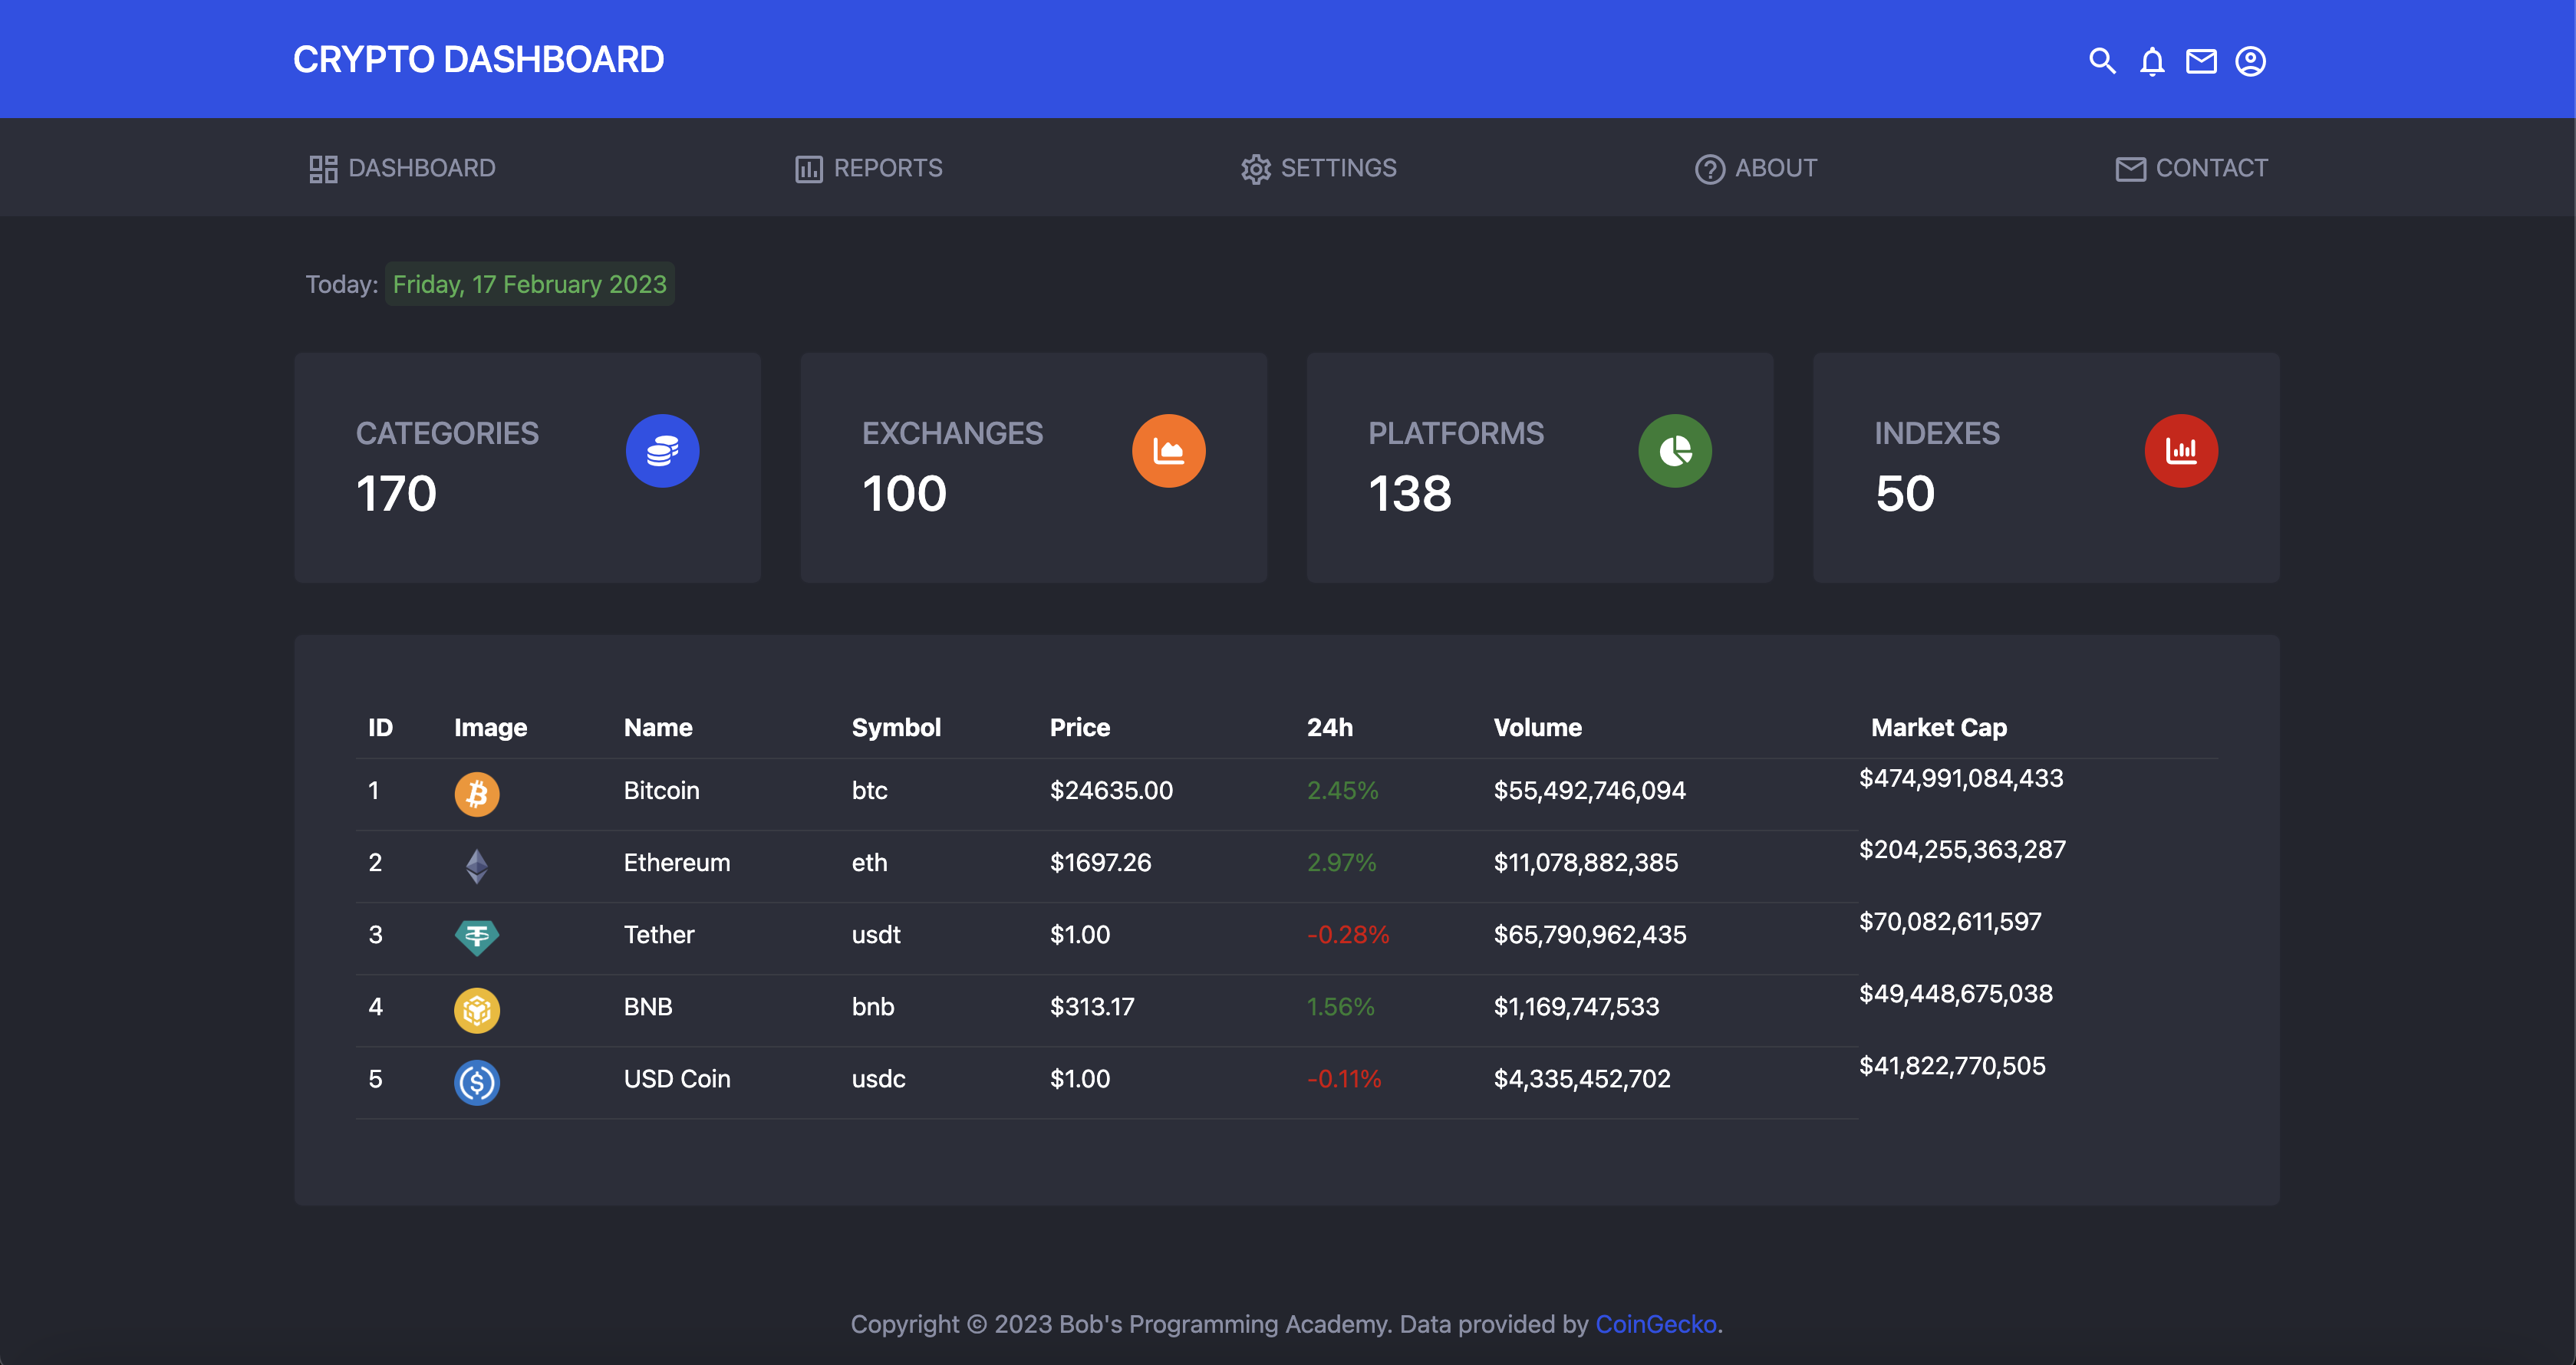 CRYPTO DASHBOARD
DASHBOARD REPORTS SETTINGS ABOUT CONTACT
Today: Friday, 17 February 2023
CATEGORIES
170
EXCHANGES
100
PLATFORMS
138
INDEXES
50
ID Image Name Symbol Price 24h Volume Market Cap
1 Bitcoin btc $24635.00 2.45% $55,492,746,094 $474,991,084,433
2 Ethereum eth $1697.26 2.97% $11,078,882,385 $204,255,363,287
3 Tether usdt $1.00 -0.28% $65,790,962,435 $70,082,611,597
4 BNB bnb $313.17 1.56% $1,169,747,533 $49,448,675,038
5 USD Coin usdc $1.00 -0.11% $4,335,452,702 $41,822,770,505
Copyright © 2023 Bob's Programming Academy. Data provided by CoinGecko.